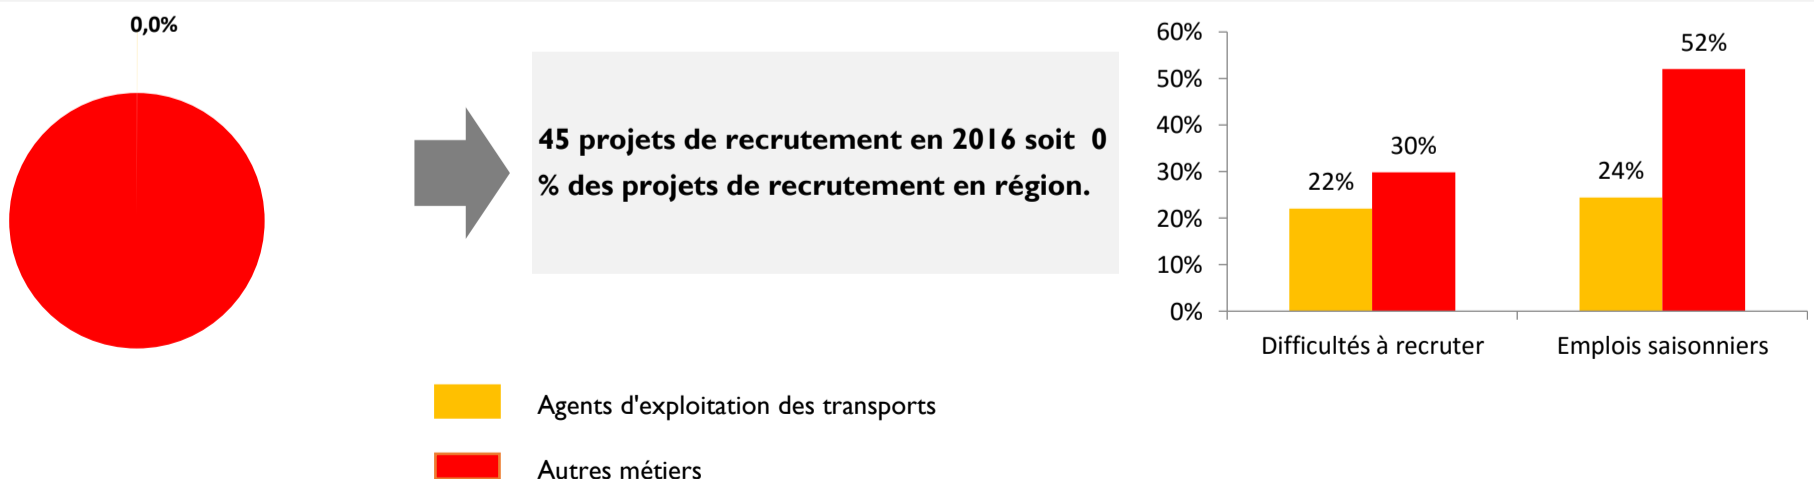 0,0%
45 projets de recrutement en 2016 soit  0
% des projets de recrutement en région.
60%
50%
40%
30%
20%
10%
0%
22%
30%
24%
52%
Difficultés à recruter
Emplois saisonniers
Agents d'exploitation des transports
Autres métiers